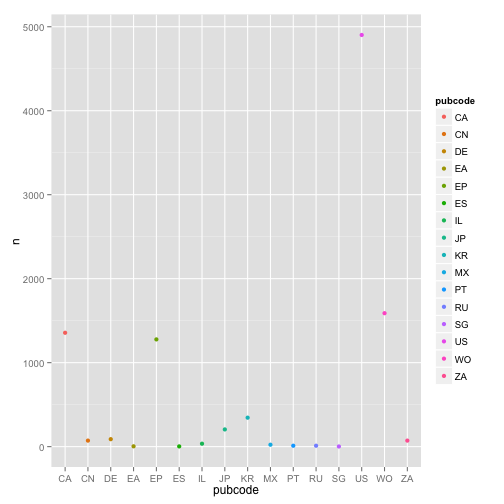 5000
4000
3000
2000
1000
0
n
CA CN DE EA EP ES IL JP KR MX PT RU SG US WO ZA
pubcode
pubcode
CA
CN
DE
EA
EP
ES
IL
JP
KR
MX
PT
RU
SG
US
WO
ZA